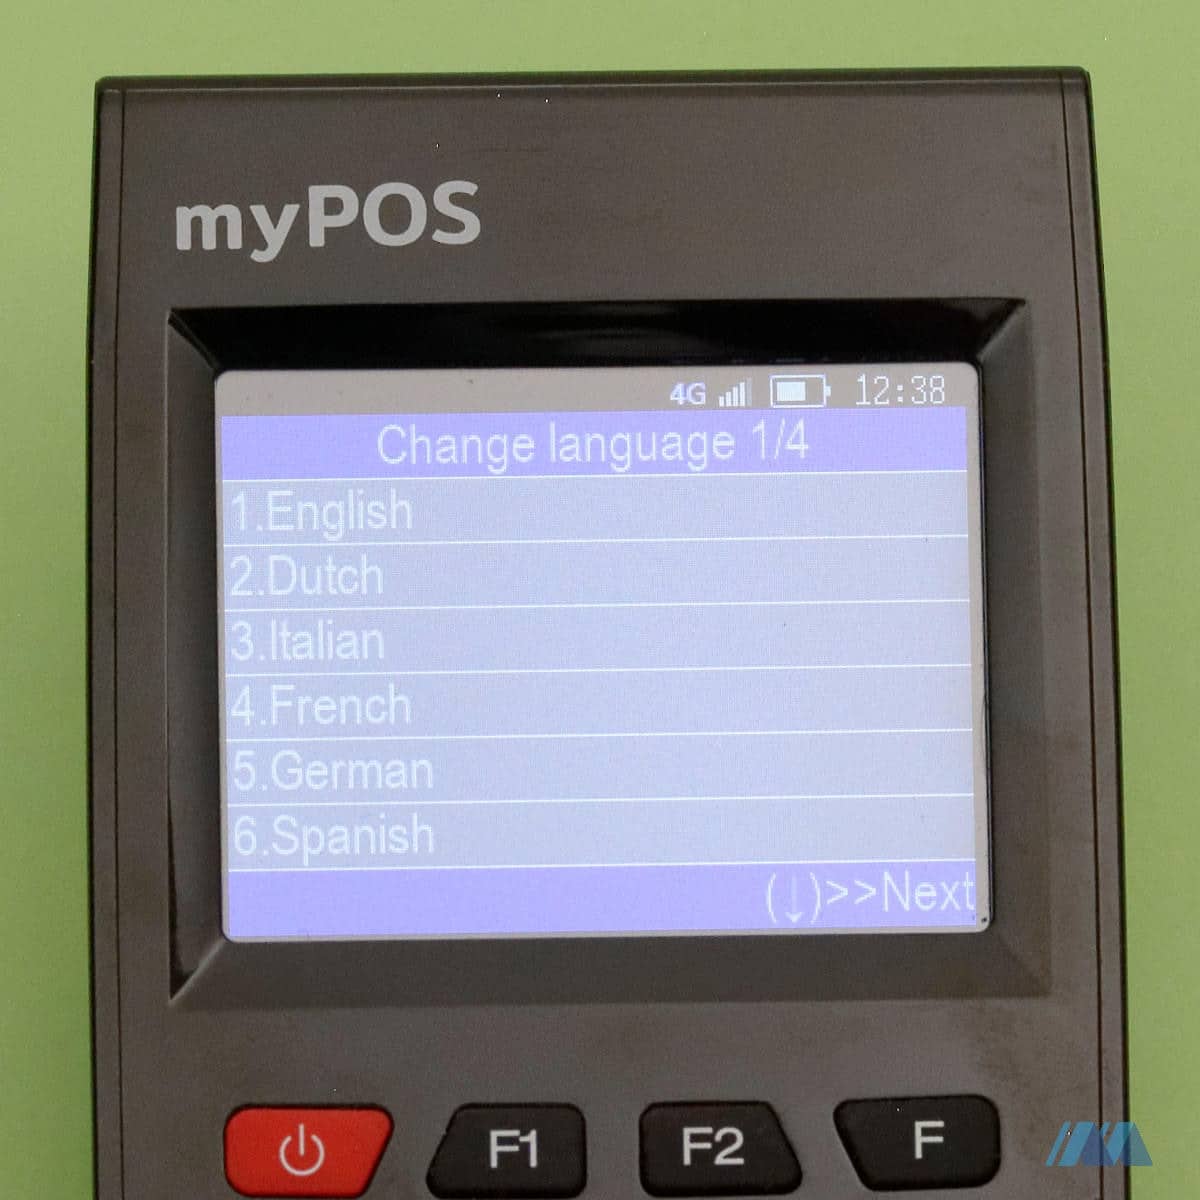 myPOS
4G 12:38
Change language 1/4
1.English
2.Dutch
3.Italian
4.French
5.German
6.Spanish
(↓)>>Next
F1 F2 F